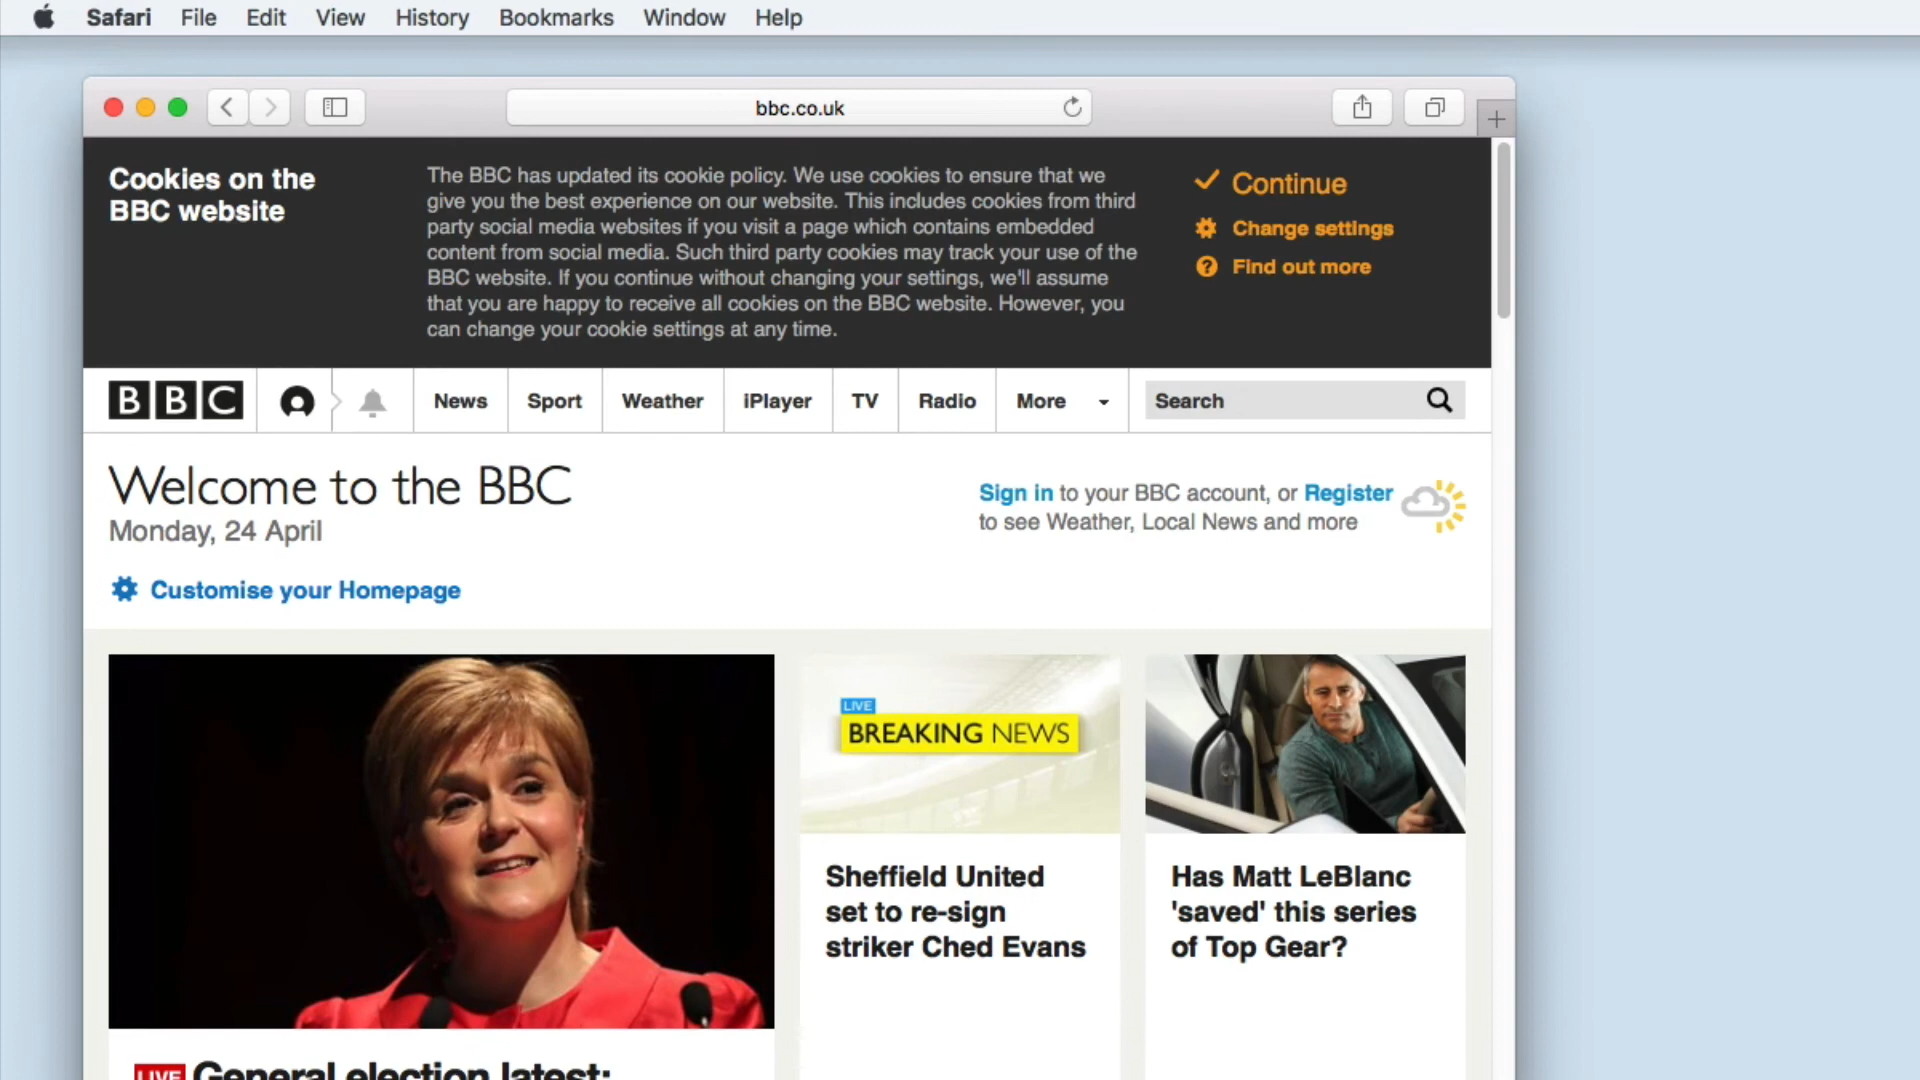 Safari File Edit View History Bookmarks Window Help
bbc.co.uk
Cookies on the
BBC website
The BBC has updated its cookie policy. We use cookies to ensure that we
give you the best experience on our website. This includes cookies from third
party social media websites if you visit a page which contains embedded
content from social media. Such third party cookies may track your use of the
BBC website. If you continue without changing your settings, we'll assume
that you are happy to receive all cookies on the BBC website. However, you
can change your cookie settings at any time.
Continue
Change settings
Find out more
BBC News Sport Weather iPlayer TV Radio More Search
Welcome to the BBC
Monday, 24 April
Sign in to your BBC account, or Register
to see Weather, Local News and more
Customise your Homepage
LIVE
BREAKING NEWS
Sheffield United
set to re-sign
striker Ched Evans
Has Matt LeBlanc
'saved' this series
of Top Gear?
LIVE General election latest: